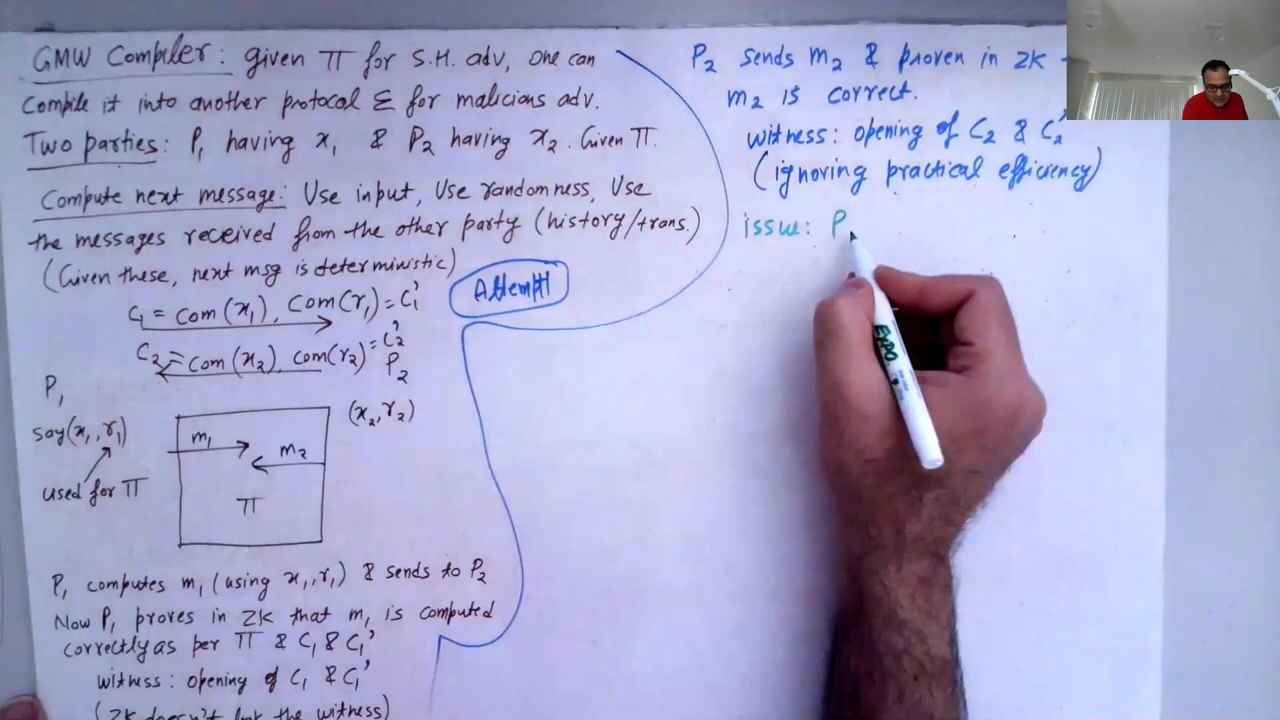 GMW Compiler: given Π for S.H. adv, one can
Compile it into another protocol Σ for malicious adv.
Two parties: P₁ having x₁ & P₂ having x₂. Given Π.
Compute next message: Use input, Use randomness, Use
the messages received from the other party (history/trans.)
(Given these, next msg is deterministic)
C₁ = Com(x₁), Com(r₁) = C₁'
C₂ = Com(x₂), Com(r₂) = C₂'
P₁
P₂
say (x₁, r₁)
(x₂, r₂)
m₁
m₂
used for Π
Π
P₁ computes m₁ (using x₁, r₁) & sends to P₂
Now P₁ proves in ZK that m₁ is computed
correctly as per Π & C₁ & C₁'
witness: opening of C₁ & C₁'
(ZK doesn't the witness)
Attempt 1
P₂ sends m₂ & proven in ZK
m₂ is correct.
witness: opening of C₂ & C₂'
(ignoring practical efficiency)
issue: P
EXPO